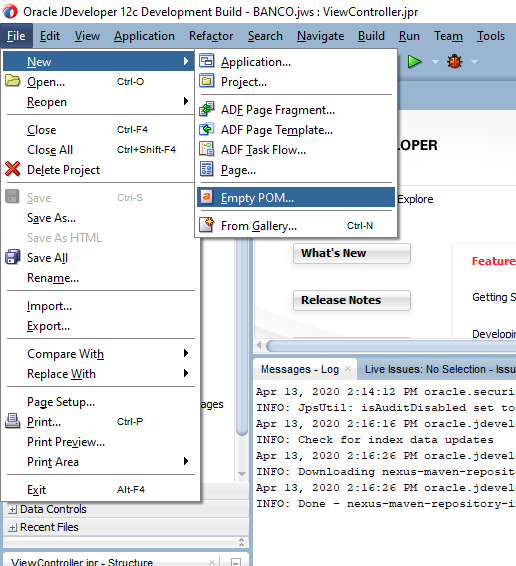 Oracle JDeveloper 12c Development Build - BANCO.jws : ViewController.jpr
File Edit View Application Refactor Search Navigate Build Run Team Tools
New
Open... Ctrl-O
Reopen
Close Ctrl-F4
Close All Ctrl+Shift-F4
Delete Project
Save Ctrl-S
Save As...
Save As HTML
Save All
Rename...
Import...
Export...
Compare With
Replace With
Page Setup...
Print... Ctrl-P
Print Preview...
Print Area
Exit Alt-F4
Application...
Project...
ADF Page Fragment...
ADF Page Template...
ADF Task Flow...
Page...
Empty POM...
From Gallery... Ctrl-N
LOPER
Explore
What's New
Release Notes
Feature
Getting S
Developin
ages
Data Controls
Recent Files
ViewController.jpr - Structure
Messages - Log
Live Issues: No Selection - Issu
Apr 13, 2020 2:14:12 PM oracle.securi
INFO: JpsUtil: isAuditDisabled set to
Apr 13, 2020 2:16:16 PM oracle.jdeve
INFO: Check for index data updates
Apr 13, 2020 2:16:26 PM oracle.jdeve
INFO: Downloading nexus-maven-reposit
Apr 13, 2020 2:16:26 PM oracle.jdeve
INFO: Done - nexus-maven-repository-i